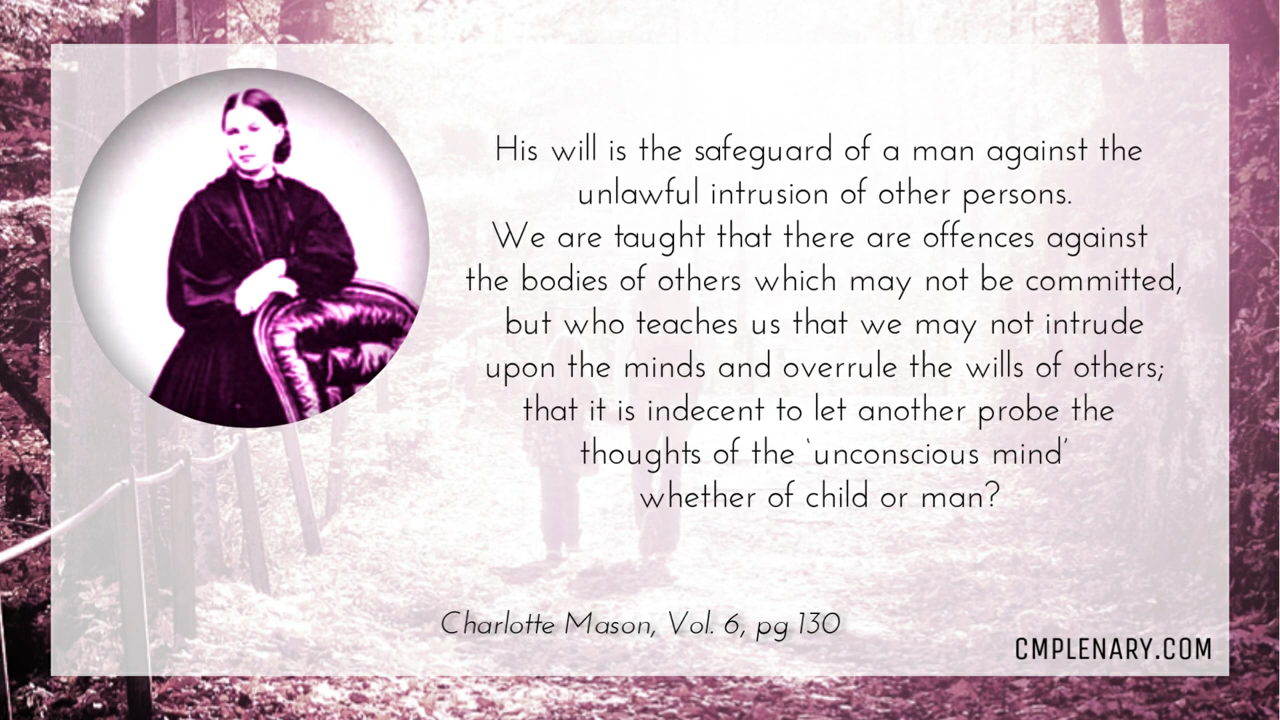 His will is the safeguard of a man against the
unlawful intrusion of other persons.
We are taught that there are offences against
the bodies of others which may not be committed,
but who teaches us that we may not intrude
upon the minds and overrule the wills of others;
that it is indecent to let another probe the
thoughts of the ‘unconscious mind’
whether of child or man?
Charlotte Mason, Vol. 6, pg 130
CMPLENARY.COM